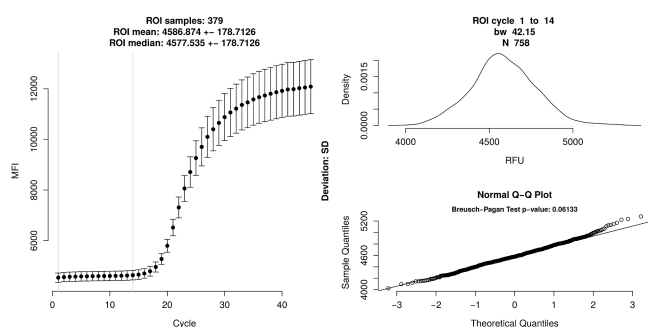 ROI samples: 379
ROI mean: 4586.874 +− 178.7126
ROI median: 4577.535 +− 178.7126
MFI
6000
8000
10000
12000
0
10
20
30
40
Cycle
Deviation: SD
ROI cycle 1 to 14
bw 42.15
N 758
Density
0.0000
0.0015
4000
4500
5000
RFU
Normal Q−Q Plot
Breusch−Pagan Test p−value: 0.06133
Sample Quantiles
4000
4600
5200
−3
−2
−1
0
1
2
3
Theoretical Quantiles